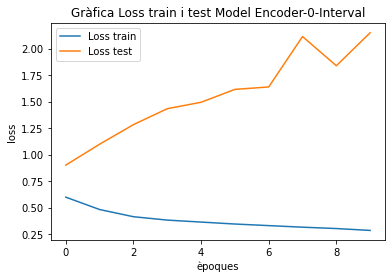 Gràfica Loss train i test Model Encoder-0-Interval
Loss train
Loss test
loss
2.00
1.75
1.50
1.25
1.00
0.75
0.50
0.25
0 2 4 6 8
èpoques